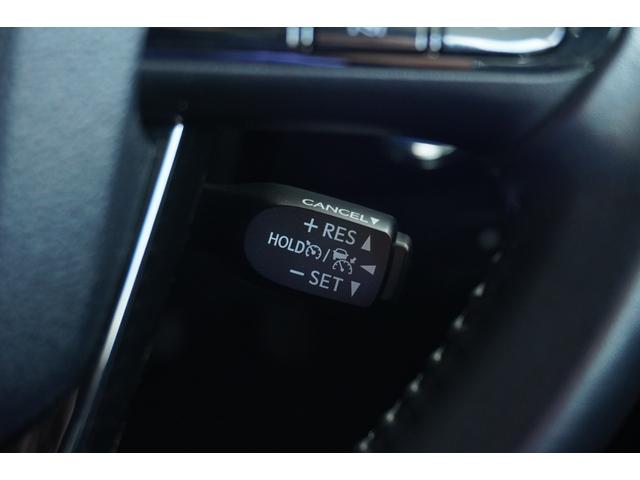 CANCEL▼
+ RES ▲
HOLD / ◀
− SET ▼